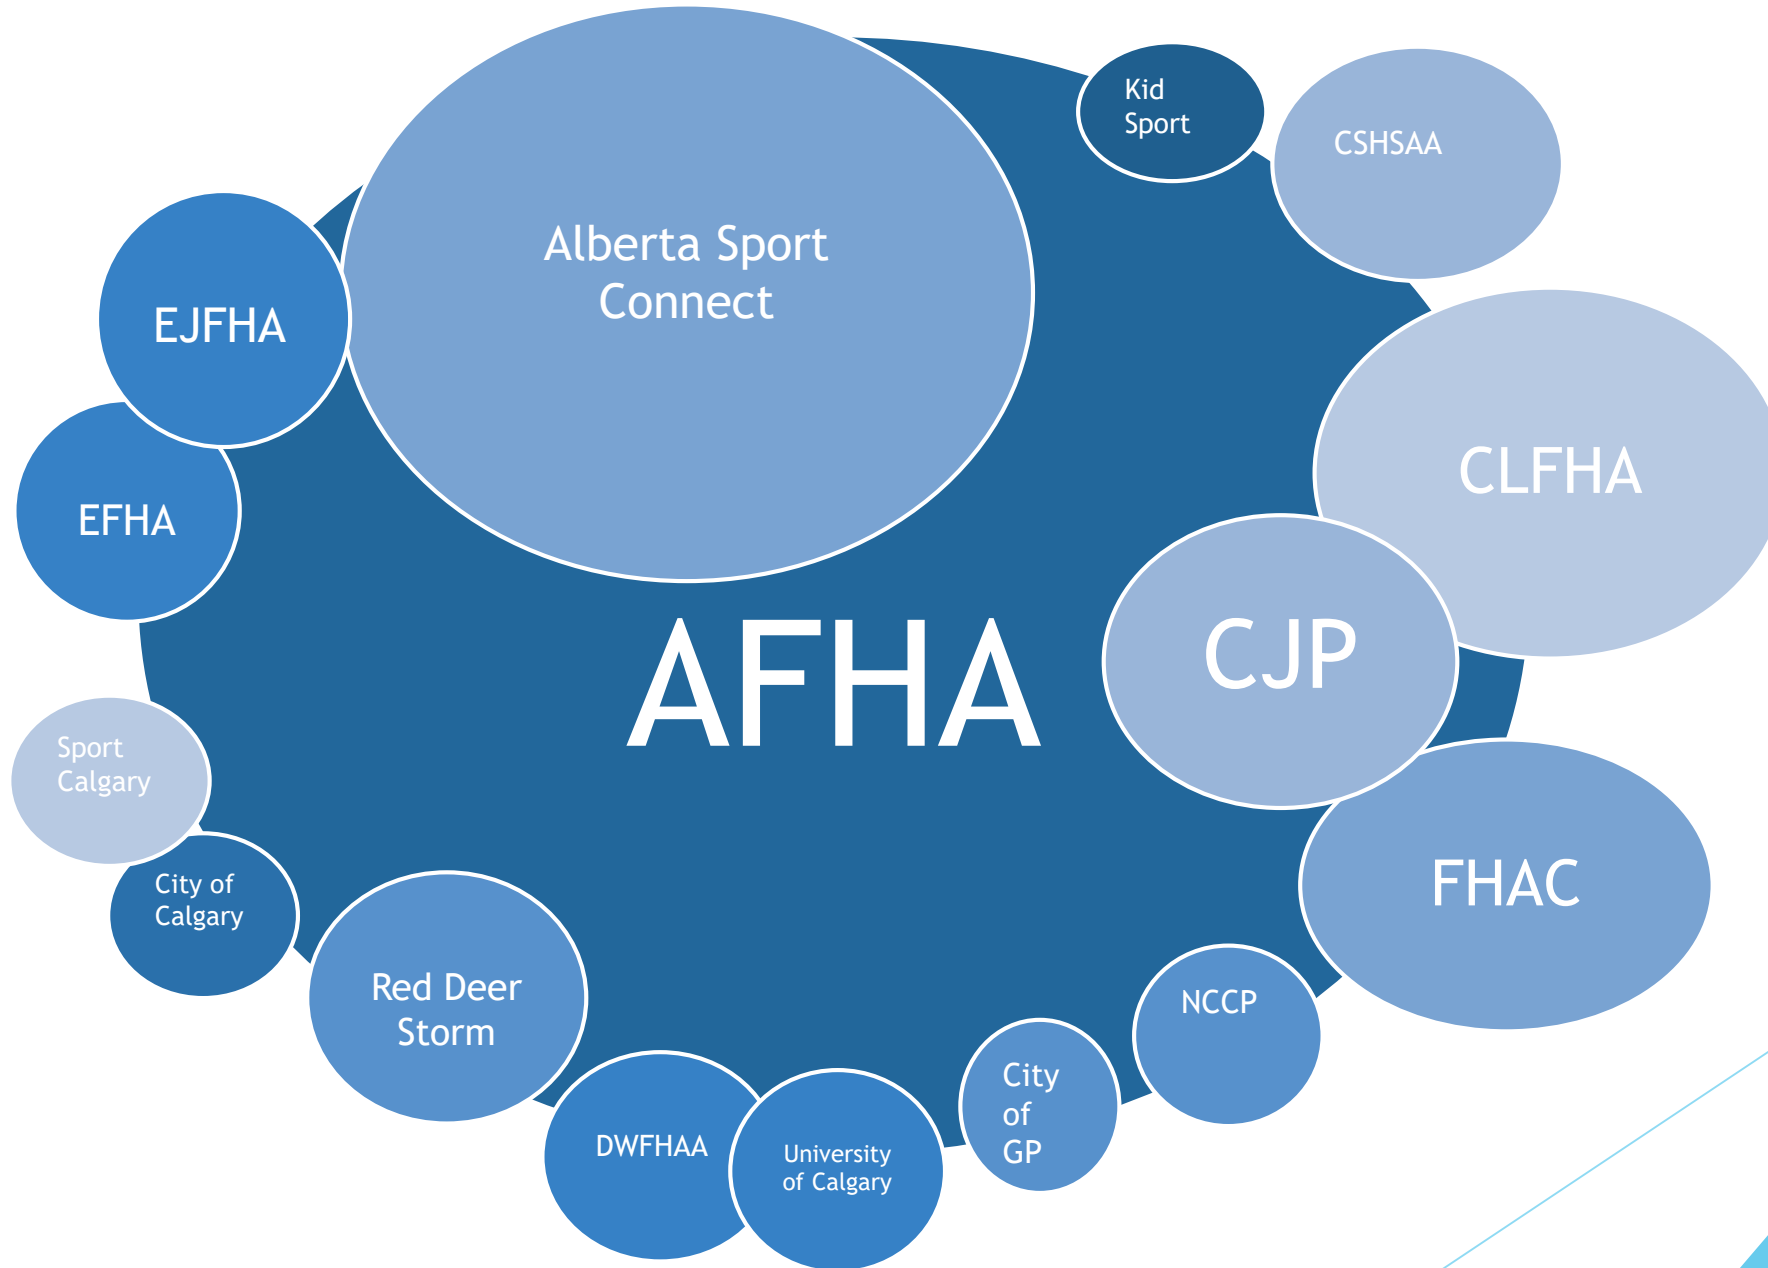 Kid
Sport
CSHSAA
Alberta Sport
Connect
EJFHA
CLFHA
EFHA
AFHA
CJP
Sport
Calgary
City of
Calgary
FHAC
Red Deer
Storm
NCCP
City
of
GP
DWFHAA
University
of Calgary